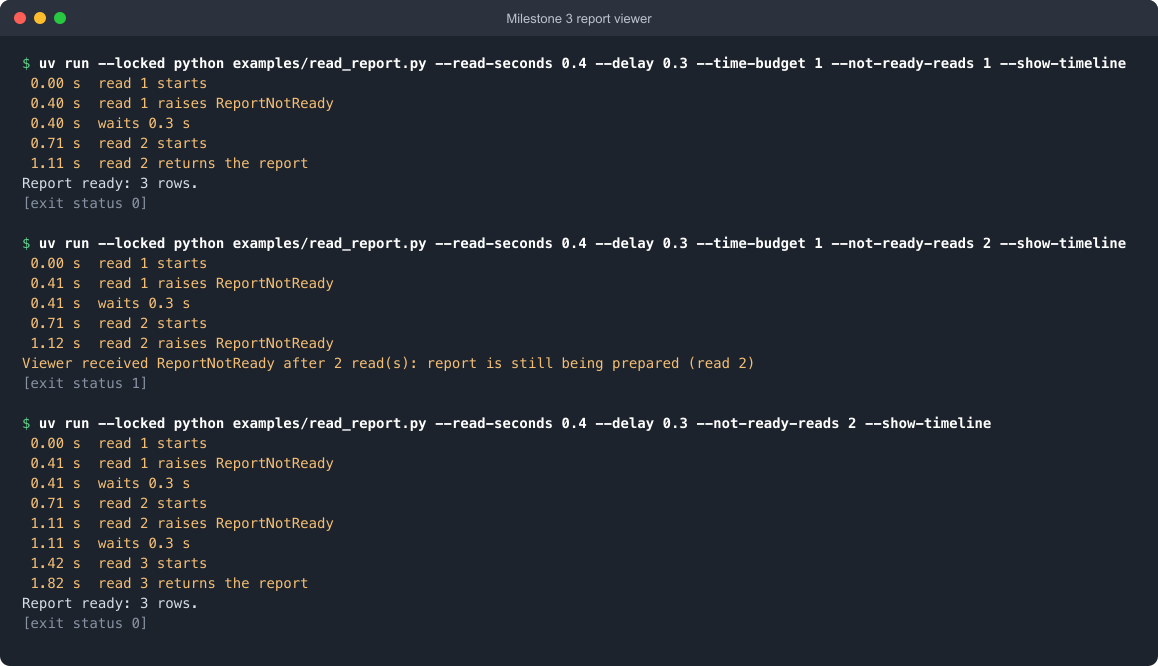 Milestone 3 report viewer
$ uv run --locked python examples/read_report.py --read-seconds 0.4 --delay 0.3 --time-budget 1 --not-ready-reads 1 --show-timeline
0.00 s  read 1 starts
0.40 s  read 1 raises ReportNotReady
0.40 s  waits 0.3 s
0.71 s  read 2 starts
1.11 s  read 2 returns the report
Report ready: 3 rows.
[exit status 0]
$ uv run --locked python examples/read_report.py --read-seconds 0.4 --delay 0.3 --time-budget 1 --not-ready-reads 2 --show-timeline
0.00 s  read 1 starts
0.41 s  read 1 raises ReportNotReady
0.41 s  waits 0.3 s
0.71 s  read 2 starts
1.12 s  read 2 raises ReportNotReady
Viewer received ReportNotReady after 2 read(s): report is still being prepared (read 2)
[exit status 1]
$ uv run --locked python examples/read_report.py --read-seconds 0.4 --delay 0.3 --not-ready-reads 2 --show-timeline
0.00 s  read 1 starts
0.41 s  read 1 raises ReportNotReady
0.41 s  waits 0.3 s
0.71 s  read 2 starts
1.11 s  read 2 raises ReportNotReady
1.11 s  waits 0.3 s
1.42 s  read 3 starts
1.82 s  read 3 returns the report
Report ready: 3 rows.
[exit status 0]